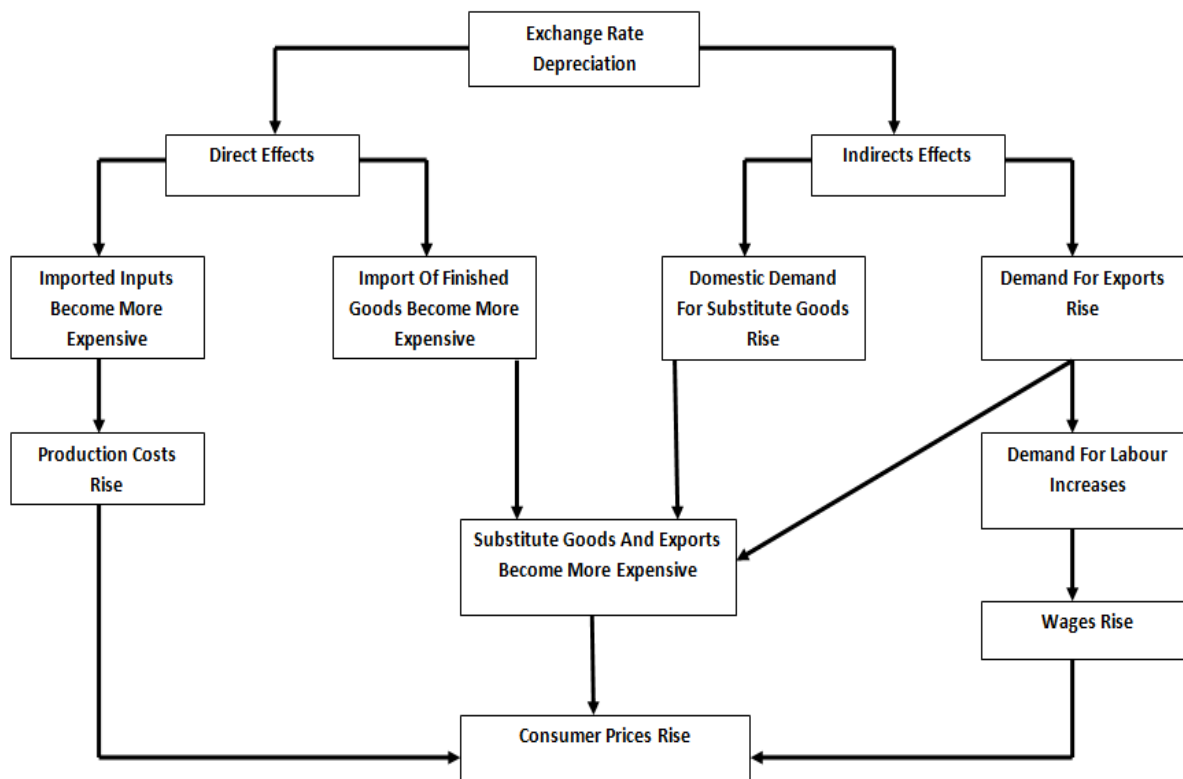 Exchange Rate
Depreciation
Direct Effects
Indirects Effects
Imported Inputs
Become More
Expensive
Import Of Finished
Goods Become More
Expensive
Domestic Demand
For Substitute Goods
Rise
Demand For Exports
Rise
Production Costs
Rise
Demand For Labour
Increases
Substitute Goods And Exports
Become More Expensive
Wages Rise
Consumer Prices Rise